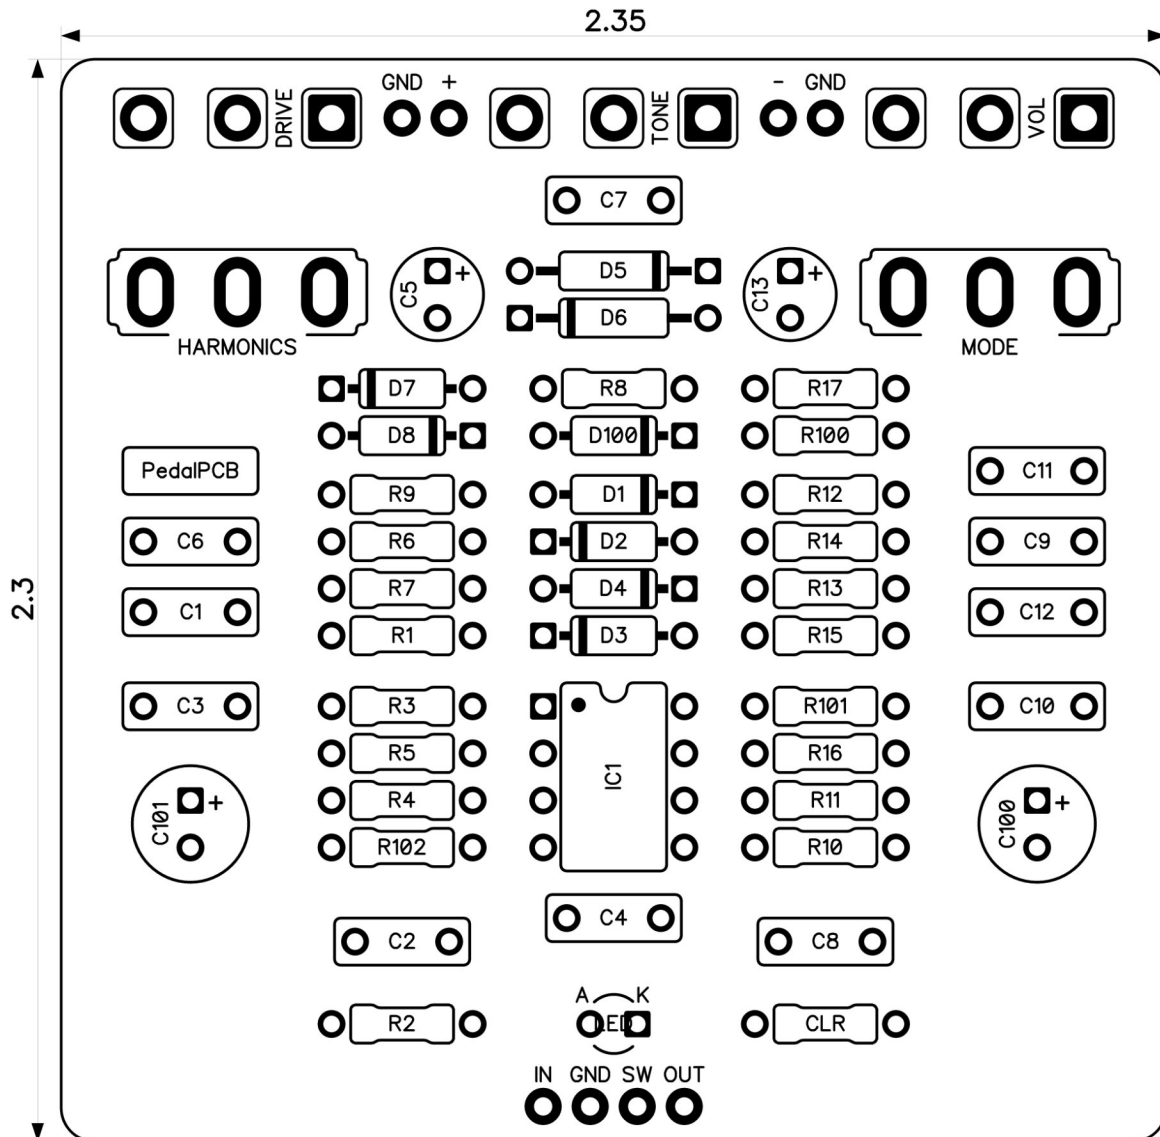 2.35
2.3
GND +
- GND
DRIVE
TONE
VOL
C7
C5 +
D5
C13 +
D6
HARMONICS
MODE
D7
R8
R17
D8
D100
R100
PedalPCB
C11
R9
D1
R12
C6
R6
D2
R14
C9
R7
D4
R13
C1
R1
D3
R15
C12
C3
R3
R101
C10
R5
IC1
R16
C101 +
R4
R11
C100 +
R102
R10
C4
C2
C8
A K
R2
LED
CLR
IN GND SW OUT